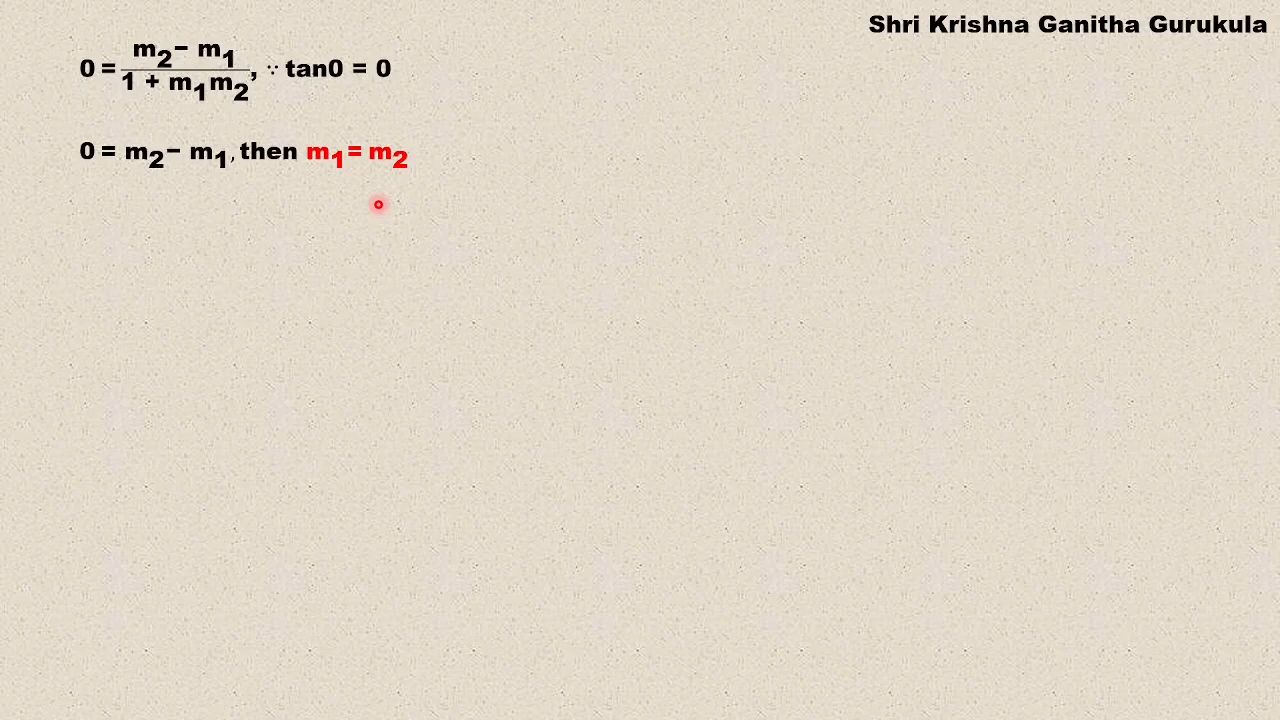 Shri Krishna Ganitha Gurukula
0 = (m₂ − m₁)/(1 + m₁m₂), ∵ tan0 = 0
0 = m₂ − m₁, then m₁ = m₂